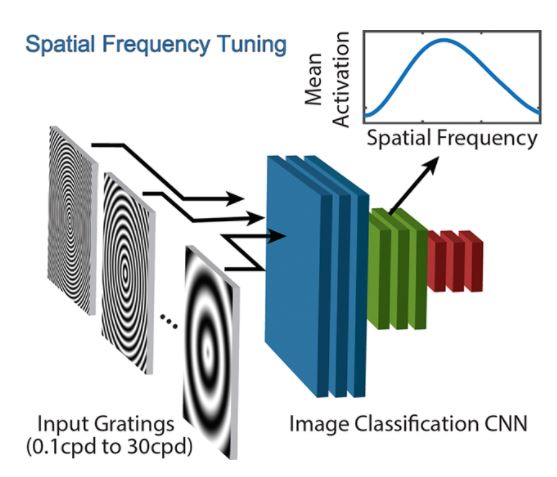 Spatial Frequency Tuning
Mean
Activation
Spatial Frequency
Input Gratings
(0.1cpd to 30cpd)
Image Classification CNN